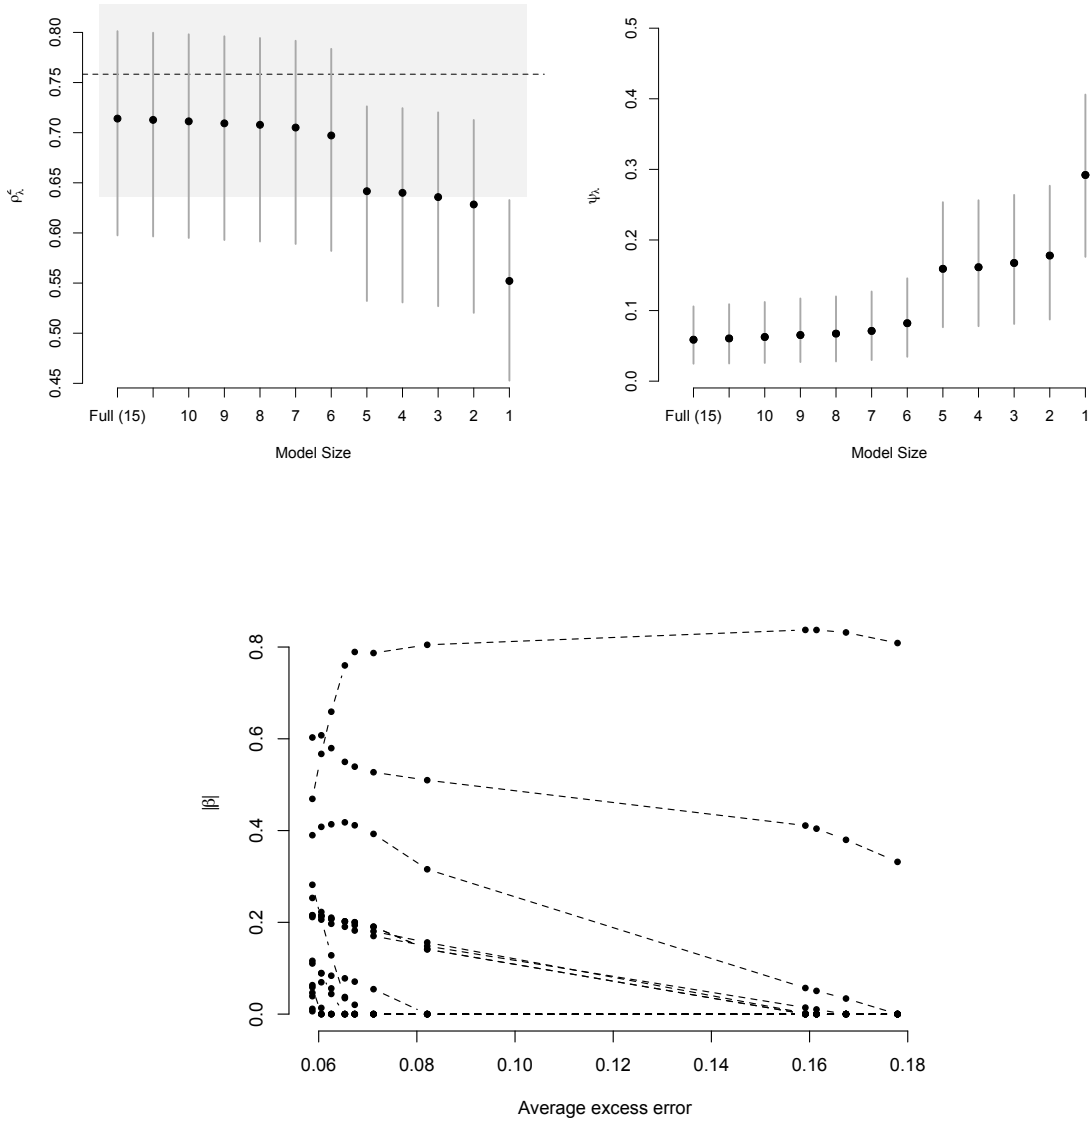 0.80
0.75
0.70
0.65
0.60
0.55
0.50
0.45
ρ²λ
Full (15) 10 9 8 7 6 5 4 3 2 1
Model Size
0.5
0.4
0.3
0.2
0.1
0.0
ψλ
Full (15) 10 9 8 7 6 5 4 3 2 1
Model Size
0.8
0.6
0.4
0.2
0.0
|β|
0.06 0.08 0.10 0.12 0.14 0.16 0.18
Average excess error